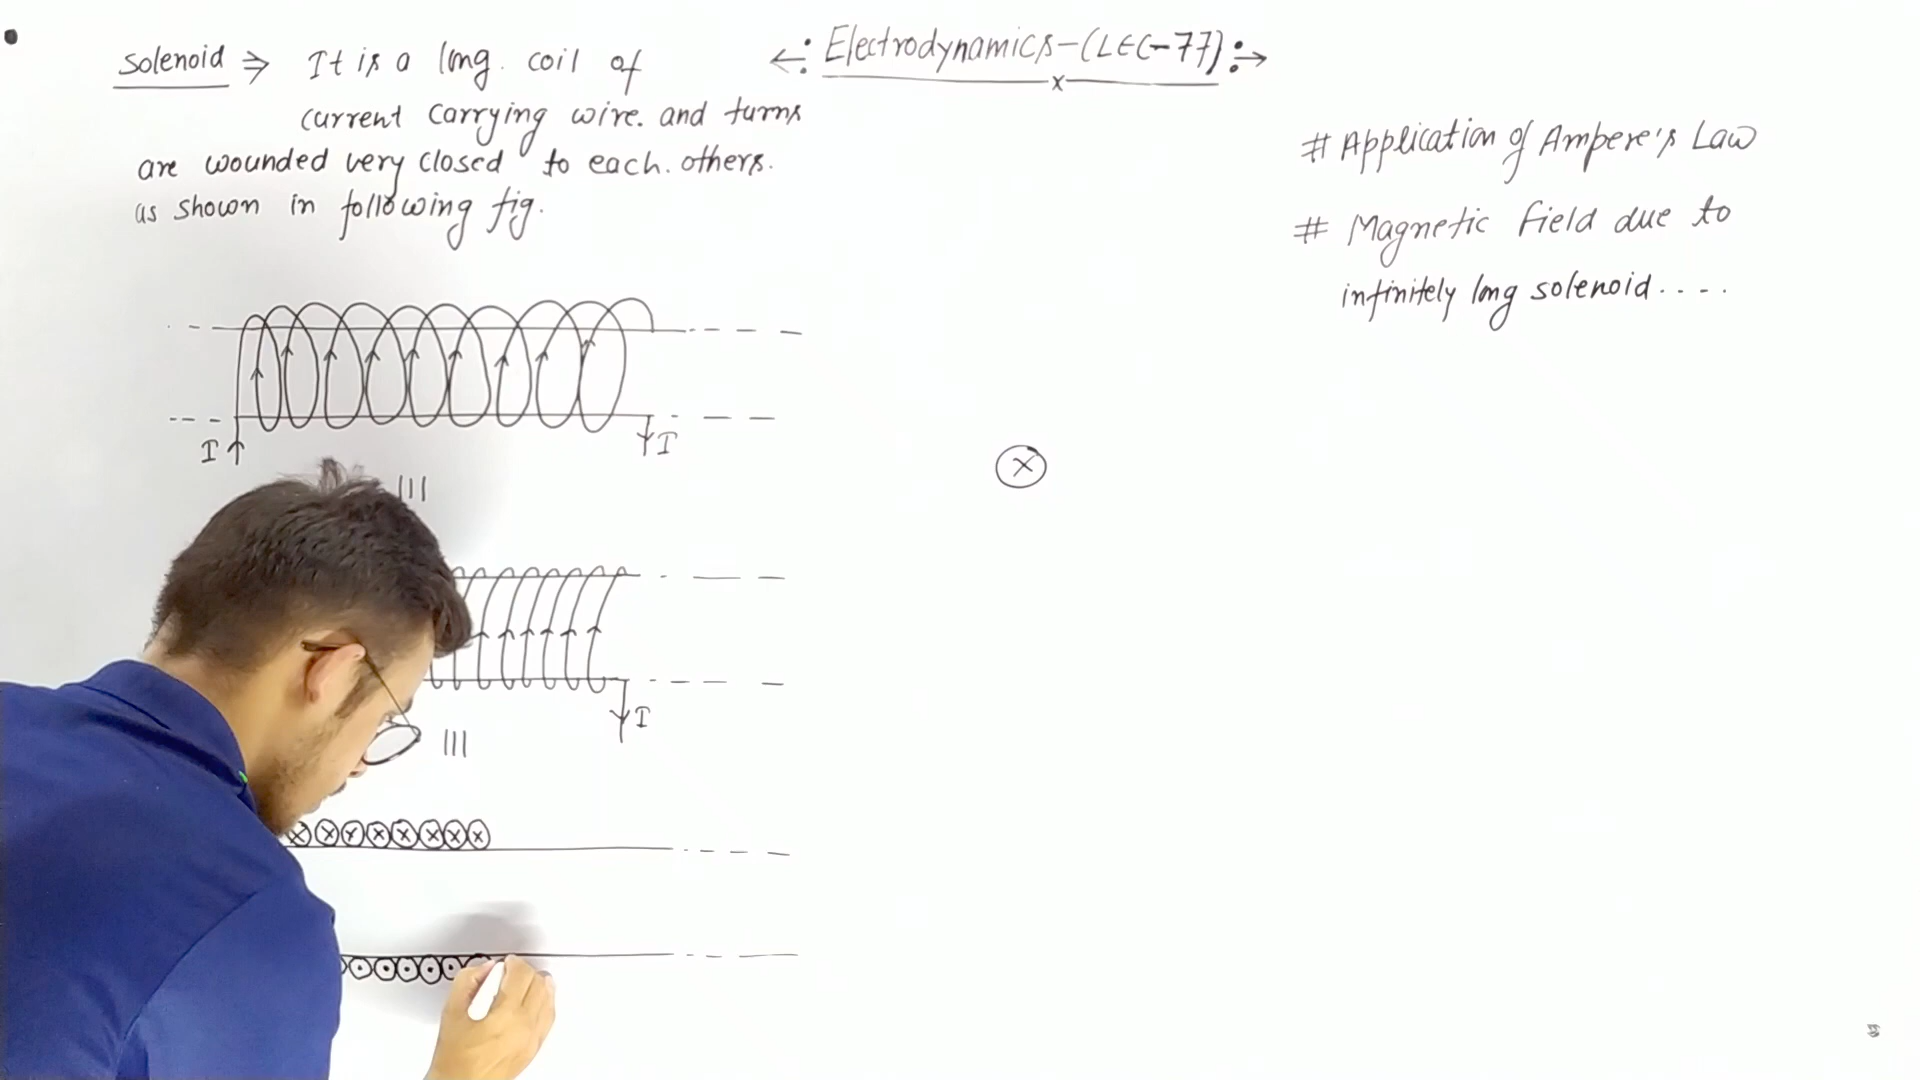 Solenoid ⇒ It is a long. coil of
current carrying wire. and turns
are wounded very closed to each. others.
as shown in following fig.
Electrodynamics-(LEC-77)
# Application of Ampere's Law
# Magnetic field due to
infinitely long solenoid....
I
I
I